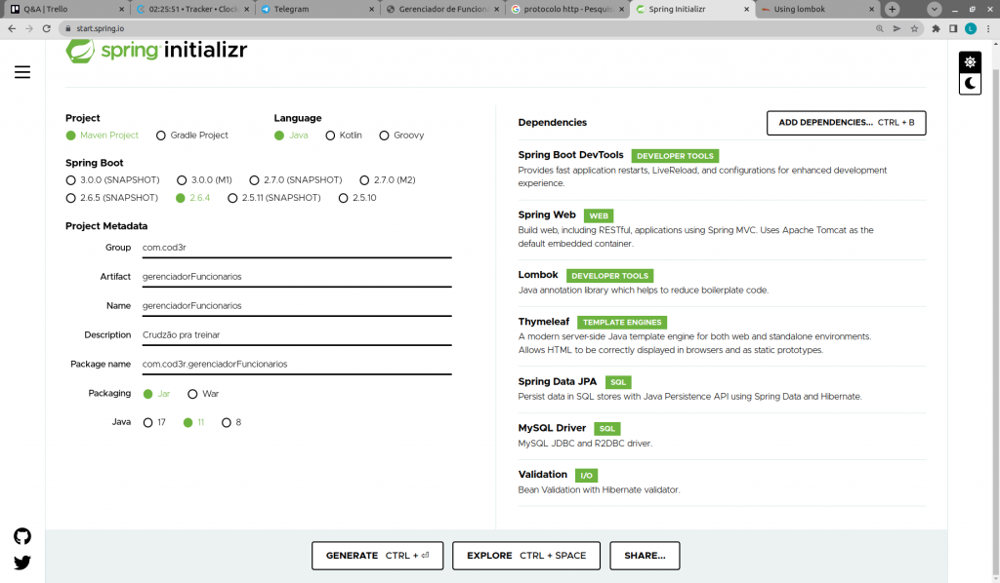 Q&A | Trello
02:25:51 • Tracker • Clock
Telegram
Gerenciador de Funcion
protocolo http - Pesquis
Spring Initializr
Using lombok
start.spring.io
L
spring initializr
Project
Maven Project Gradle Project
Language
Java Kotlin Groovy
Spring Boot
3.0.0 (SNAPSHOT) 3.0.0 (M1) 2.7.0 (SNAPSHOT) 2.7.0 (M2)
2.6.5 (SNAPSHOT) 2.6.4 2.5.11 (SNAPSHOT) 2.5.10
Project Metadata
Group com.cod3r
Artifact gerenciadorFuncionarios
Name gerenciadorFuncionarios
Description Crudzão pra treinar
Package name com.cod3r.gerenciadorFuncionarios
Packaging Jar War
Java 17 11 8
Dependencies
ADD DEPENDENCIES... CTRL + B
Spring Boot DevTools DEVELOPER TOOLS
Provides fast application restarts, LiveReload, and configurations for enhanced development
experience.
Spring Web WEB
Build web, including RESTful, applications using Spring MVC. Uses Apache Tomcat as the
default embedded container.
Lombok DEVELOPER TOOLS
Java annotation library which helps to reduce boilerplate code.
Thymeleaf TEMPLATE ENGINES
A modern server-side Java template engine for both web and standalone environments.
Allows HTML to be correctly displayed in browsers and as static prototypes.
Spring Data JPA SQL
Persist data in SQL stores with Java Persistence API using Spring Data and Hibernate.
MySQL Driver SQL
MySQL JDBC and R2DBC driver.
Validation I/O
Bean Validation with Hibernate validator.
GENERATE CTRL + ⏎
EXPLORE CTRL + SPACE
SHARE...